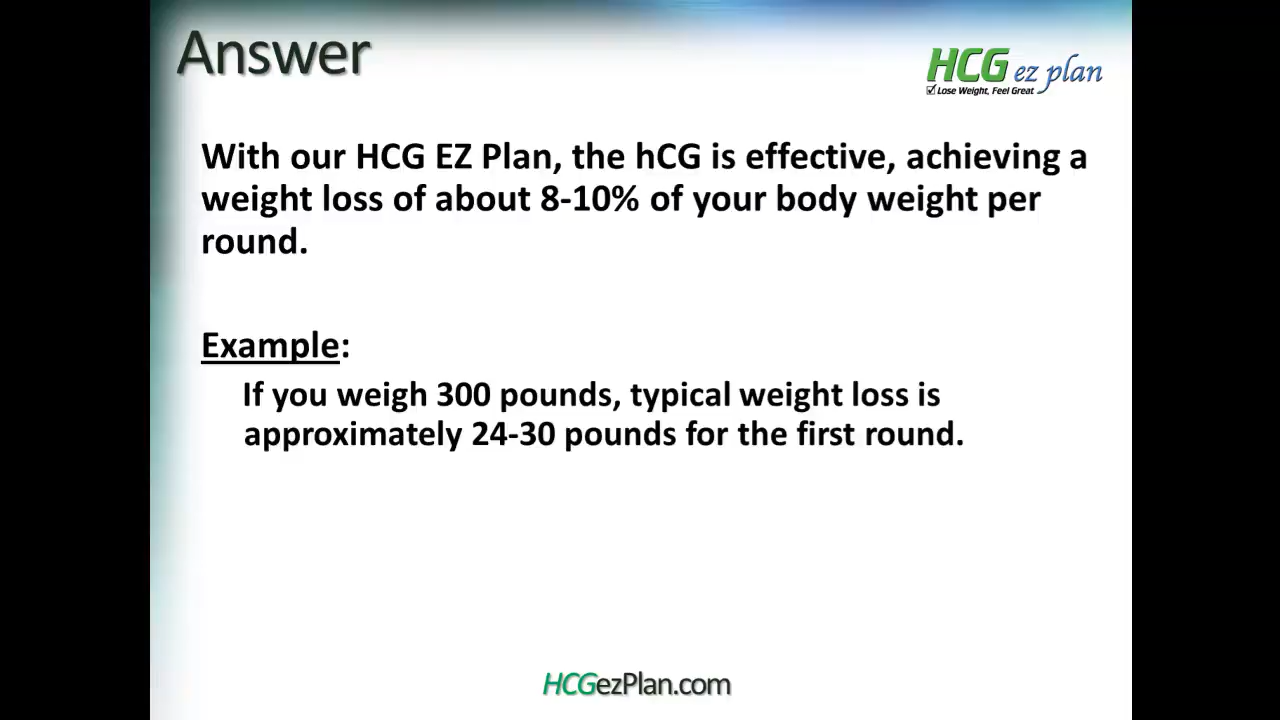 Answer
HCG ez plan
Lose Weight, Feel Great
With our HCG EZ Plan, the hCG is effective, achieving a
weight loss of about 8-10% of your body weight per
round.
Example:
If you weigh 300 pounds, typical weight loss is
approximately 24-30 pounds for the first round.
HCGezPlan.com